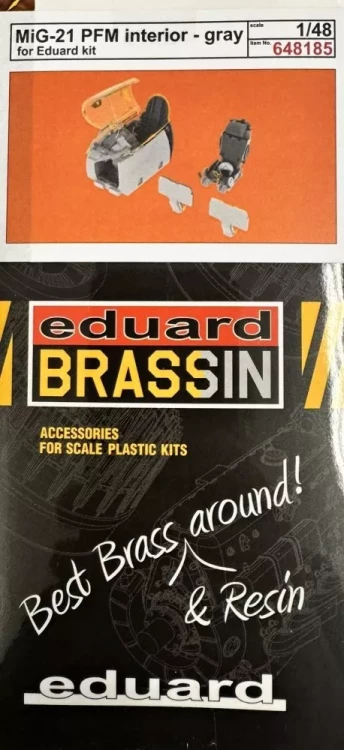 MiG-21 PFM interior - gray
for Eduard kit
scale 1/48
Item No. 648185
eduard
BRASSIN
ACCESSORIES
FOR SCALE PLASTIC KITS
Best Brass around!
& Resin
eduard